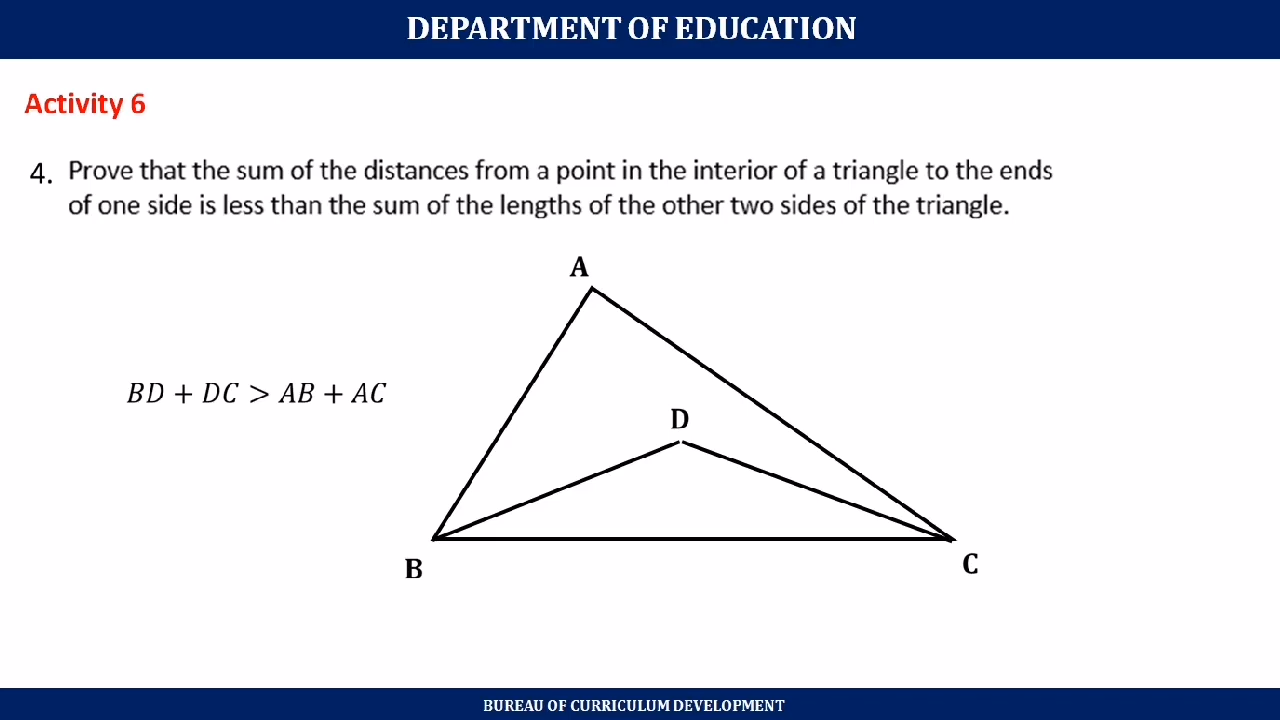 DEPARTMENT OF EDUCATION
Activity 6
4. Prove that the sum of the distances from a point in the interior of a triangle to the ends
of one side is less than the sum of the lengths of the other two sides of the triangle.
A
BD + DC > AB + AC
D
B
C
BUREAU OF CURRICULUM DEVELOPMENT